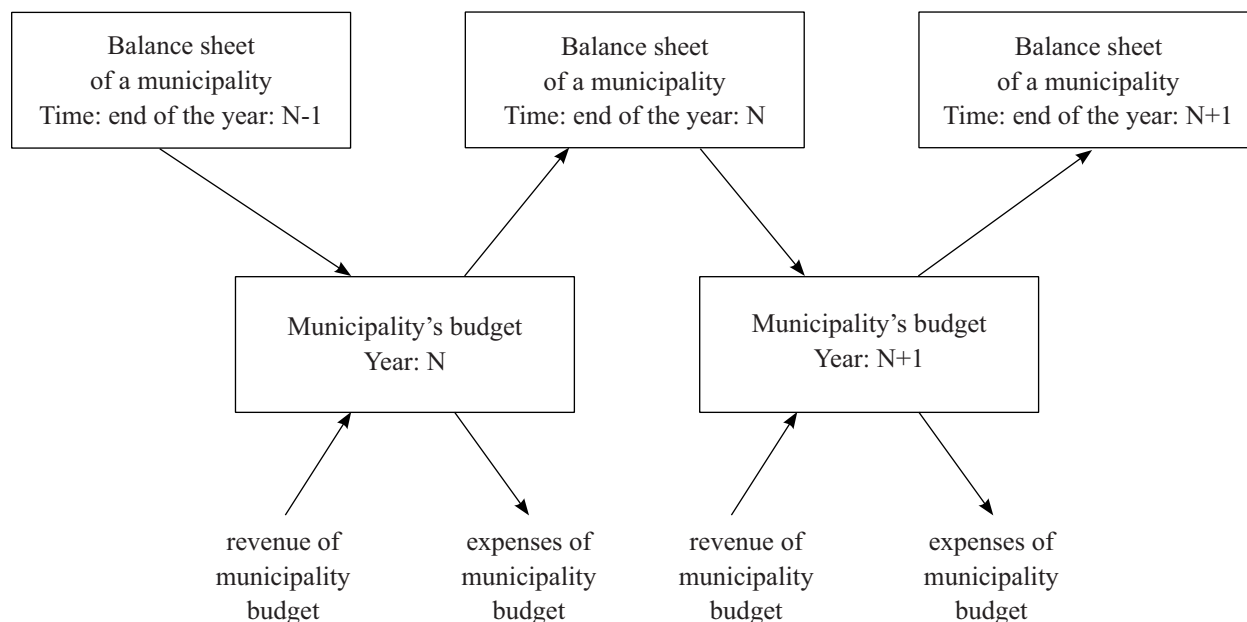 Balance sheet
of a municipality
Time: end of the year: N-1
Balance sheet
of a municipality
Time: end of the year: N
Balance sheet
of a municipality
Time: end of the year: N+1
Municipality’s budget
Year: N
Municipality’s budget
Year: N+1
revenue of
municipality
budget
expenses of
municipality
budget
revenue of
municipality
budget
expenses of
municipality
budget